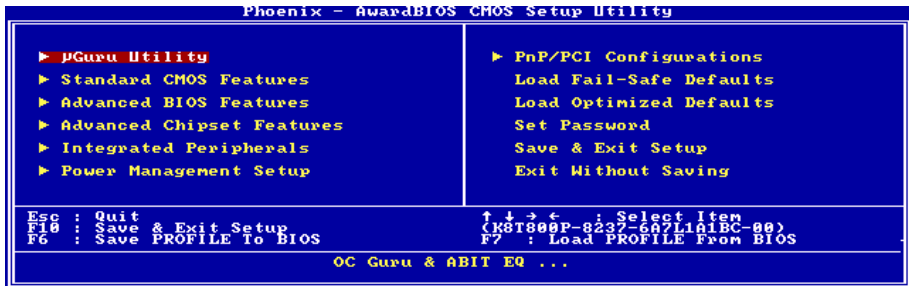 Phoenix - AwardBIOS CMOS Setup Utility
► µGuru Utility
► Standard CMOS Features
► Advanced BIOS Features
► Advanced Chipset Features
► Integrated Peripherals
► Power Management Setup
► PnP/PCI Configurations
Load Fail-Safe Defaults
Load Optimized Defaults
Set Password
Save & Exit Setup
Exit Without Saving
Esc : Quit
F10 : Save & Exit Setup
F6 : Save PROFILE To BIOS
↑ ↓ → ← : Select Item
(K8T800P-8237-6A7L1A1BC-00)
F7 : Load PROFILE From BIOS
OC Guru & ABIT EQ ...